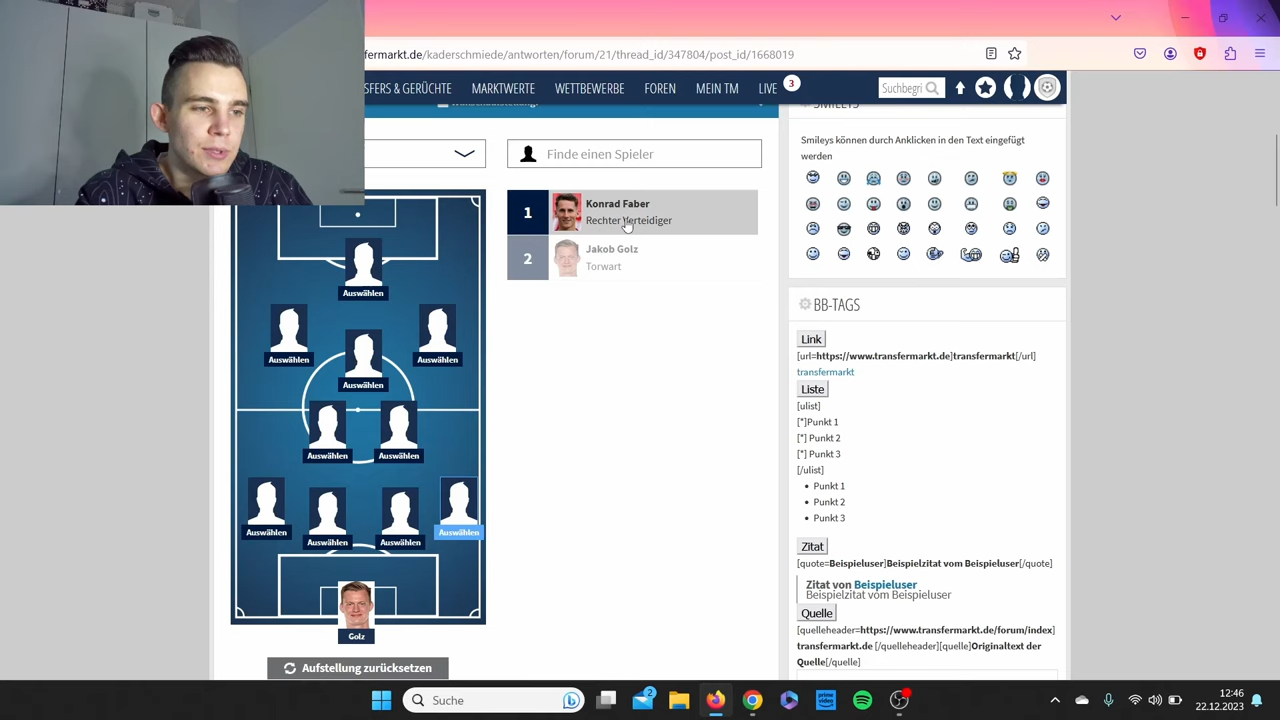 fermarkt.de/kaderschmiede/antworten/forum/21/thread_id/347804/post_id/1668019
SFERS & GERÜCHTE MARKTWERTE WETTBEWERBE FOREN MEIN TM LIVE 3 Suchbegri
SMILEYS
Smileys können durch Anklicken in den Text eingefügt
werden
Finde einen Spieler
1 Konrad Faber
Rechter Verteidiger
2 Jakob Golz
Torwart
Auswählen
Auswählen Auswählen
Auswählen
Auswählen Auswählen
Auswählen Auswählen
Auswählen Auswählen
Golz
Aufstellung zurücksetzen
BB-TAGS
Link
[url=https://www.transfermarkt.de]transfermarkt[/url]
transfermarkt
Liste
[ulist]
[*]Punkt 1
[*] Punkt 2
[*] Punkt 3
[/ulist]
• Punkt 1
• Punkt 2
• Punkt 3
Zitat
[quote=Beispieluser]Beispielzitat vom Beispieluser[/quote]
Zitat von Beispieluser
Beispielzitat vom Beispieluser
Quelle
[quelleheader=https://www.transfermarkt.de/forum/index]
transfermarkt.de [/quelleheader][quelle]Originaltext der
Quelle[/quelle]
Suche
2
prime video
12:46
22.12.2023